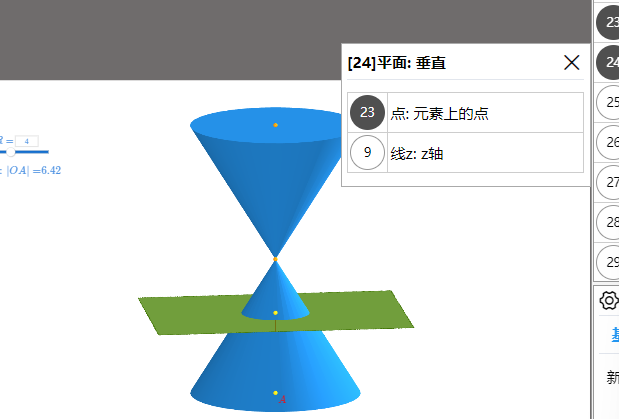 23
[24]平面: 垂直
24
23 点: 元素上的点
25
R = 4
26
9 线z: z轴
: |OA| =6.42
27
28
29
A
新